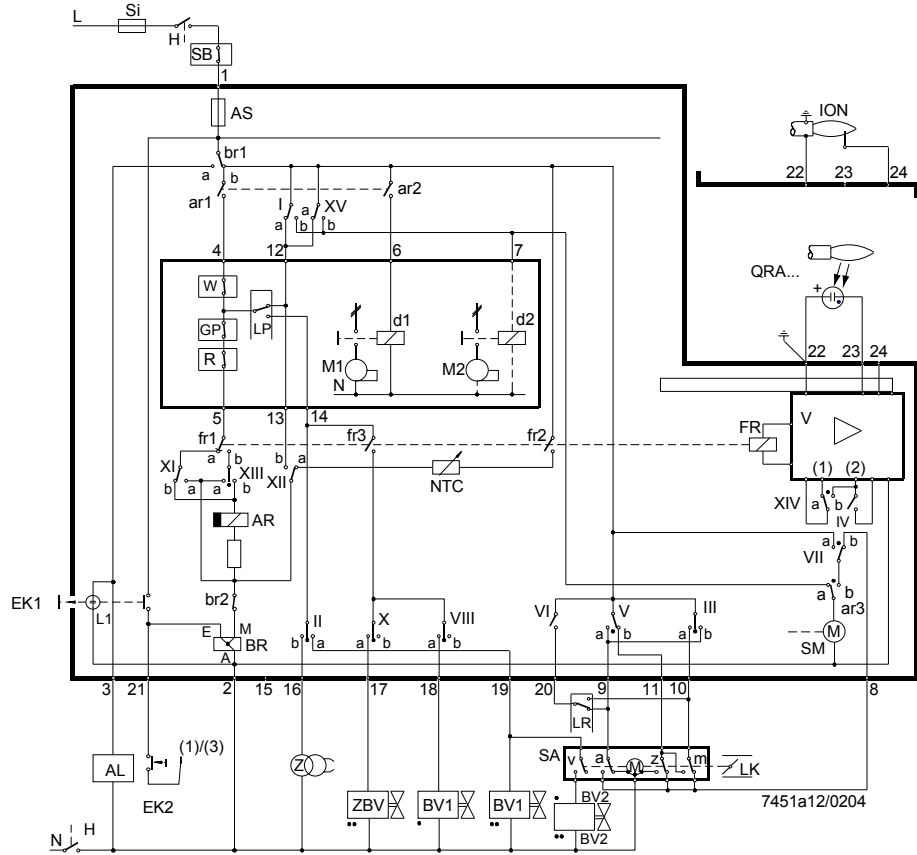 L Si
H
SB
1
AS
ION
br1
a b
22 23 24
ar1 ar2
I XV
a b a b
4 12 6 7
QRA...
+
W
LP
d1 d2
GP
R
M1 M2
N
22 23 24
5 13 14
V
FR
fr1 fr3 fr2
a b
XI XIII XII
b a a b b a
NTC
(1) (2)
XIV a b IV
AR
a b
VII
EK1
L1
br2
E M
BR
A
II X VIII
b a a b a b
VI V III
a b a b
a b
ar3
M
SM
3 21 2 15 16 17 18 19 20 9 11 10 8
LR
SA
v a M z m
LK
AL
(1)/(3)
EK2
Z
ZBV BV1 BV1 BV2
BV2
7451a12/0204
N H